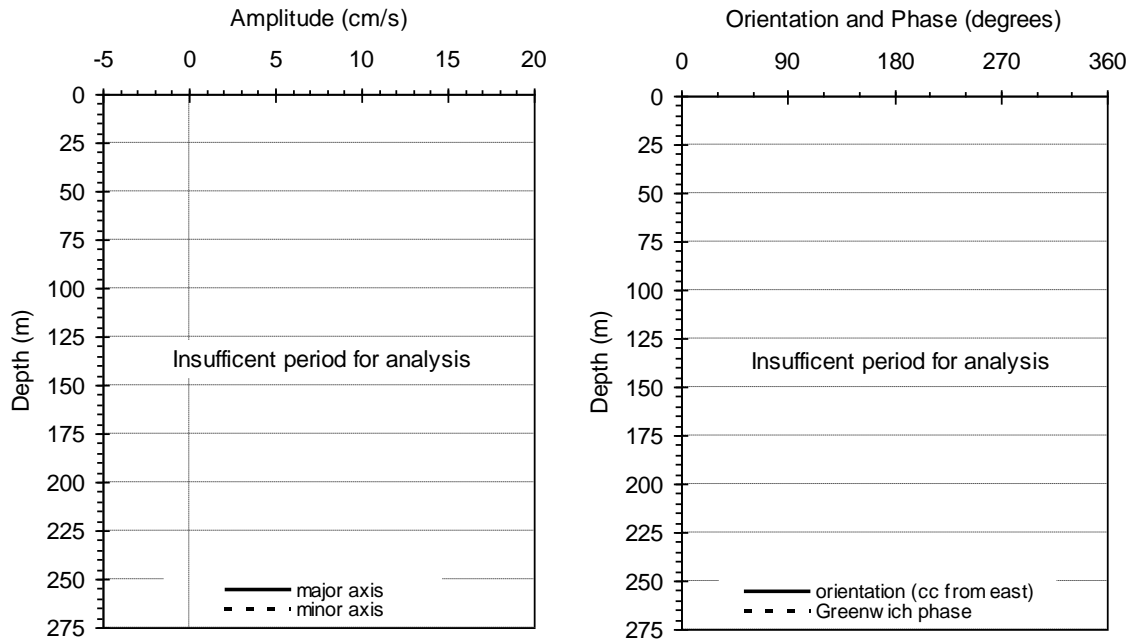 Amplitude (cm/s)
-5 0 5 10 15 20
0
25
50
75
100
125
150
175
200
225
250
275
Depth (m)
Insufficent period for analysis
major axis
minor axis
Orientation and Phase (degrees)
0 90 180 270 360
0
25
50
75
100
125
150
175
200
225
250
275
Depth (m)
Insufficent period for analysis
orientation (cc from east)
Greenwich phase